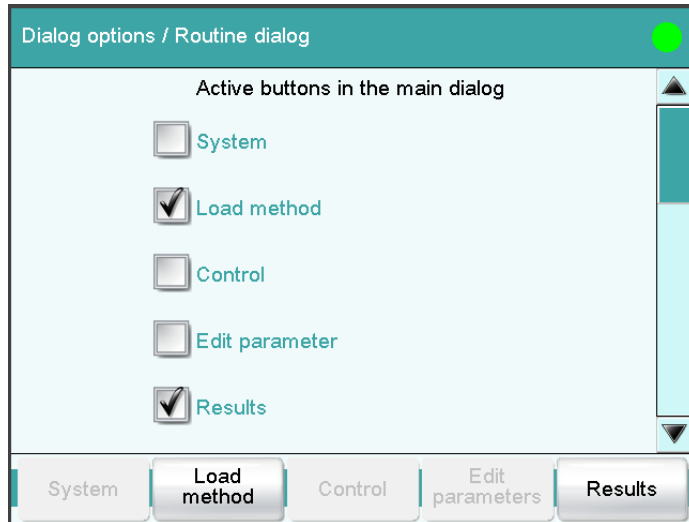 Dialog options / Routine dialog
Active buttons in the main dialog
System
Load method
Control
Edit parameter
Results
System
Load
method
Control
Edit
parameters
Results